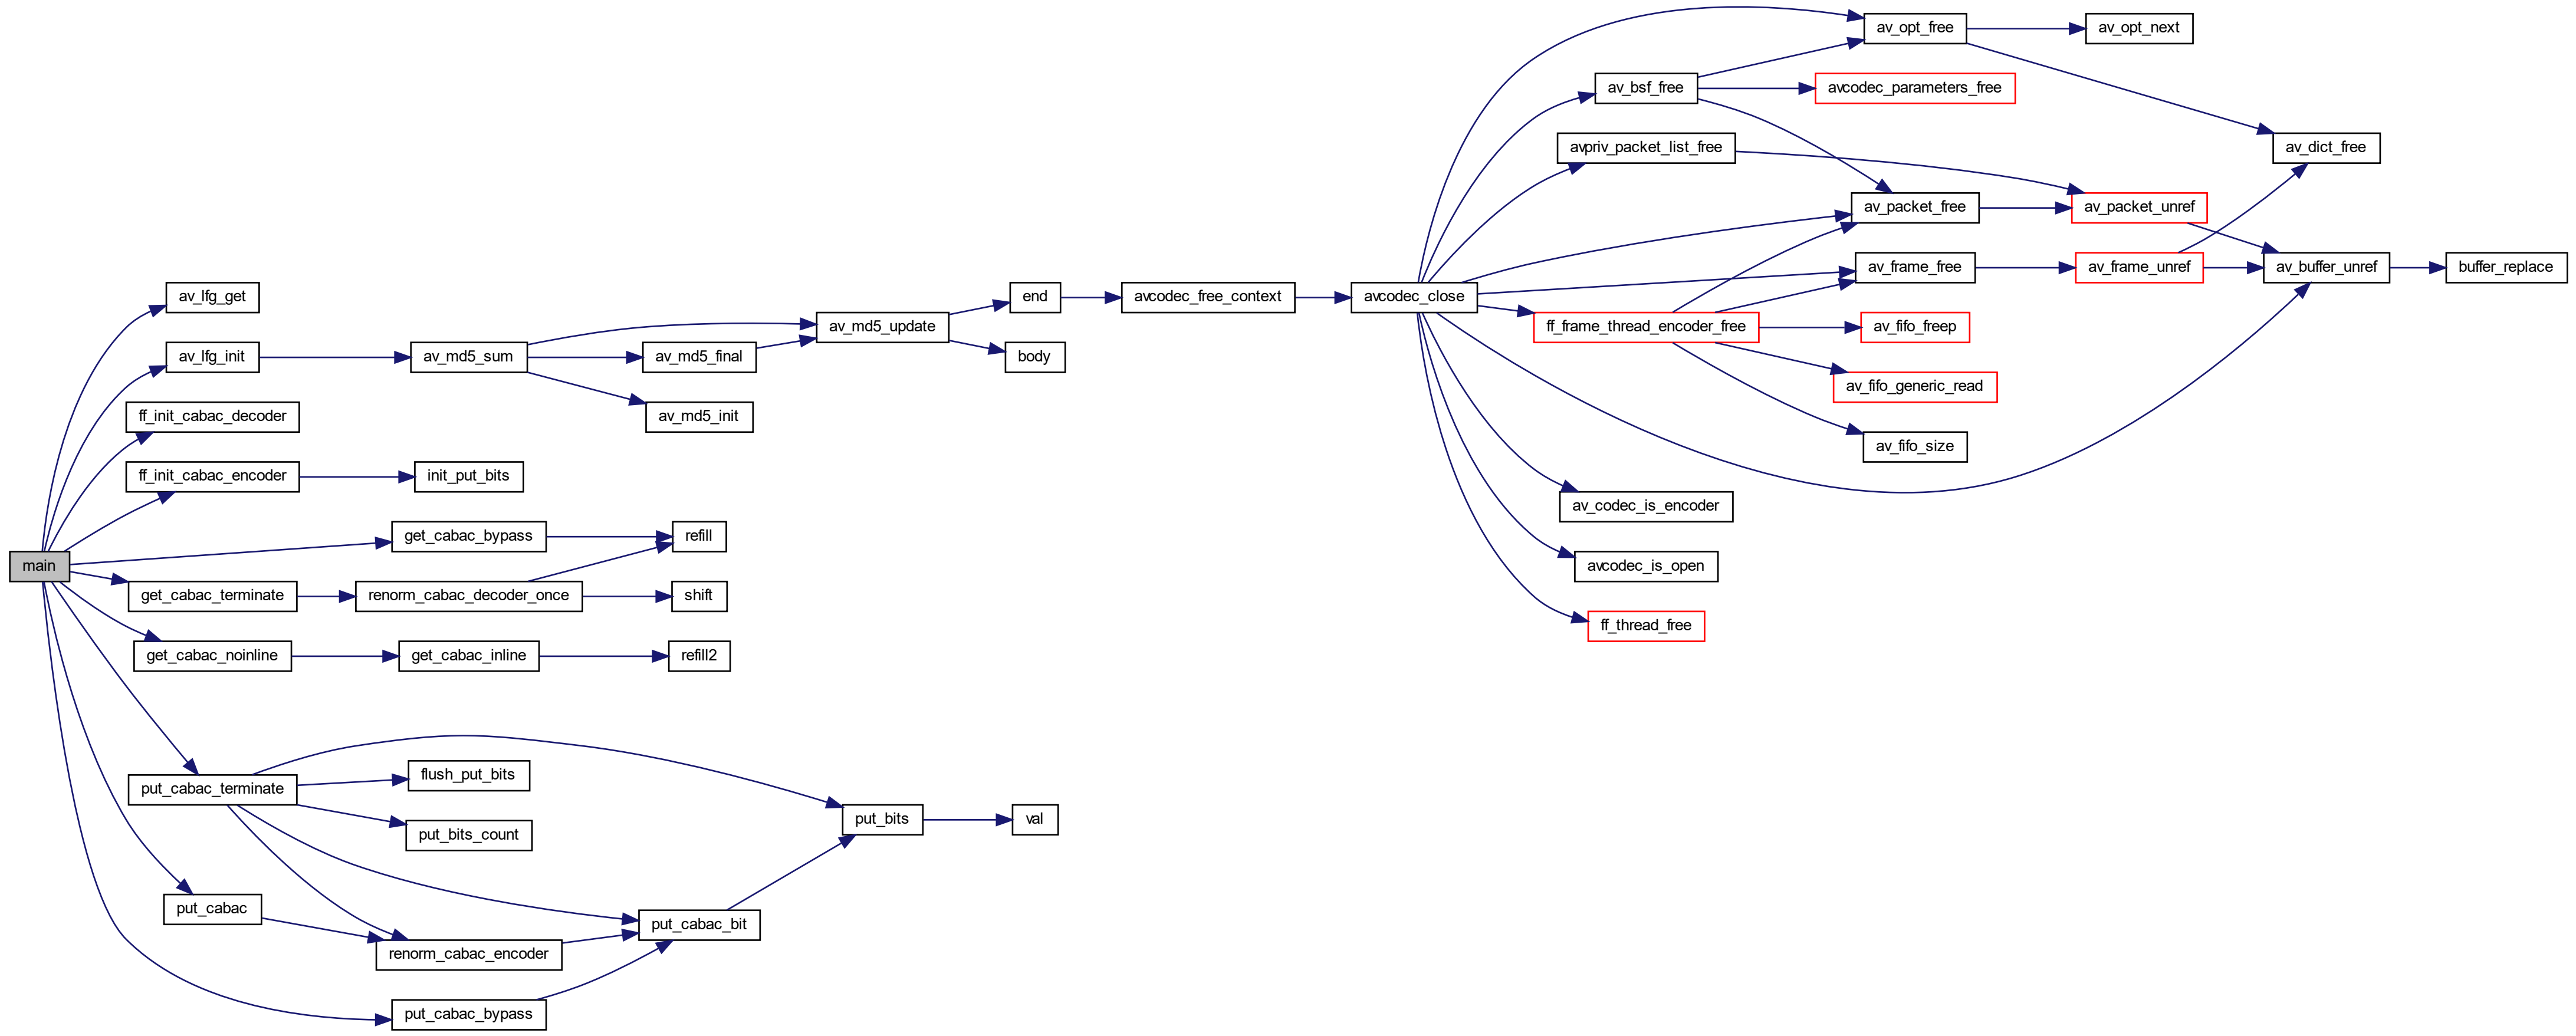 main
av_lfg_get
av_lfg_init
ff_init_cabac_decoder
ff_init_cabac_encoder
get_cabac_bypass
get_cabac_terminate
get_cabac_noinline
put_cabac_terminate
put_cabac
put_cabac_bypass
av_md5_sum
init_put_bits
renorm_cabac_decoder_once
get_cabac_inline
flush_put_bits
put_bits_count
renorm_cabac_encoder
av_md5_final
av_md5_init
refill
shift
refill2
put_cabac_bit
av_md5_update
put_bits
end
body
val
avcodec_free_context
avcodec_close
av_bsf_free
avpriv_packet_list_free
ff_frame_thread_encoder_free
av_codec_is_encoder
avcodec_is_open
ff_thread_free
av_opt_free
avcodec_parameters_free
av_packet_free
av_frame_free
av_fifo_freep
av_fifo_generic_read
av_fifo_size
av_opt_next
av_packet_unref
av_frame_unref
av_dict_free
av_buffer_unref
buffer_replace